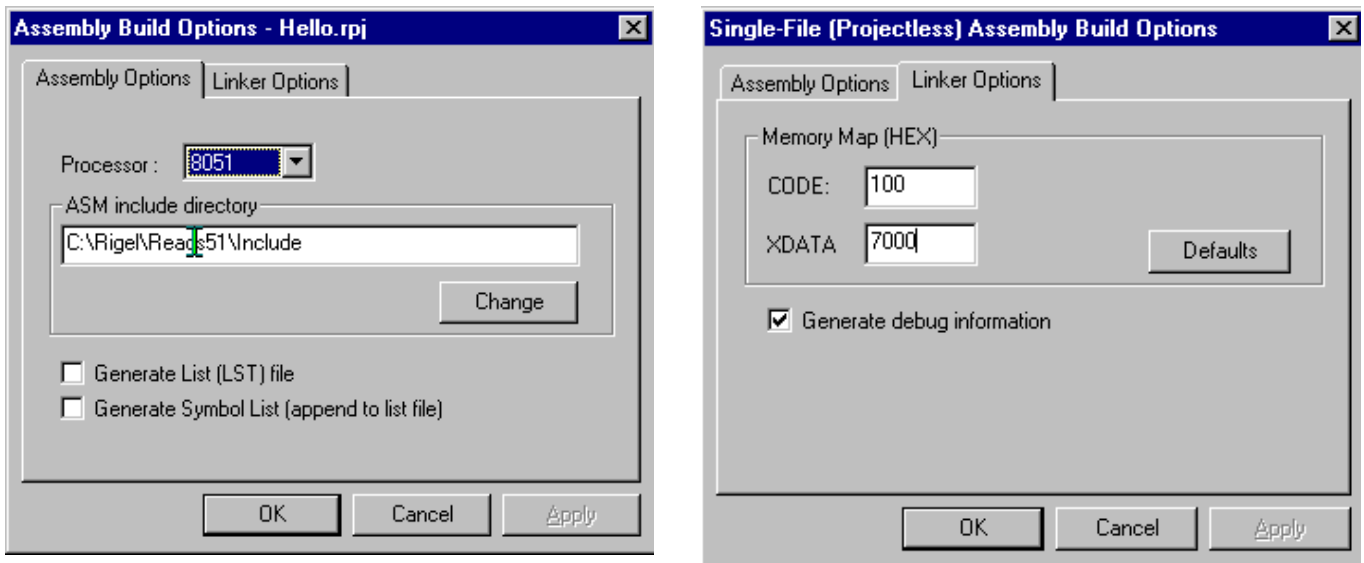 Assembly Build Options - Hello.rpj
Assembly Options Linker Options
Processor : 8051
ASM include directory
C:\Rigel\Reads51\Include
Change
Generate List (LST) file
Generate Symbol List (append to list file)
OK Cancel Apply
Single-File (Projectless) Assembly Build Options
Assembly Options Linker Options
Memory Map (HEX)
CODE: 100
XDATA 7000
Defaults
Generate debug information
OK Cancel Apply